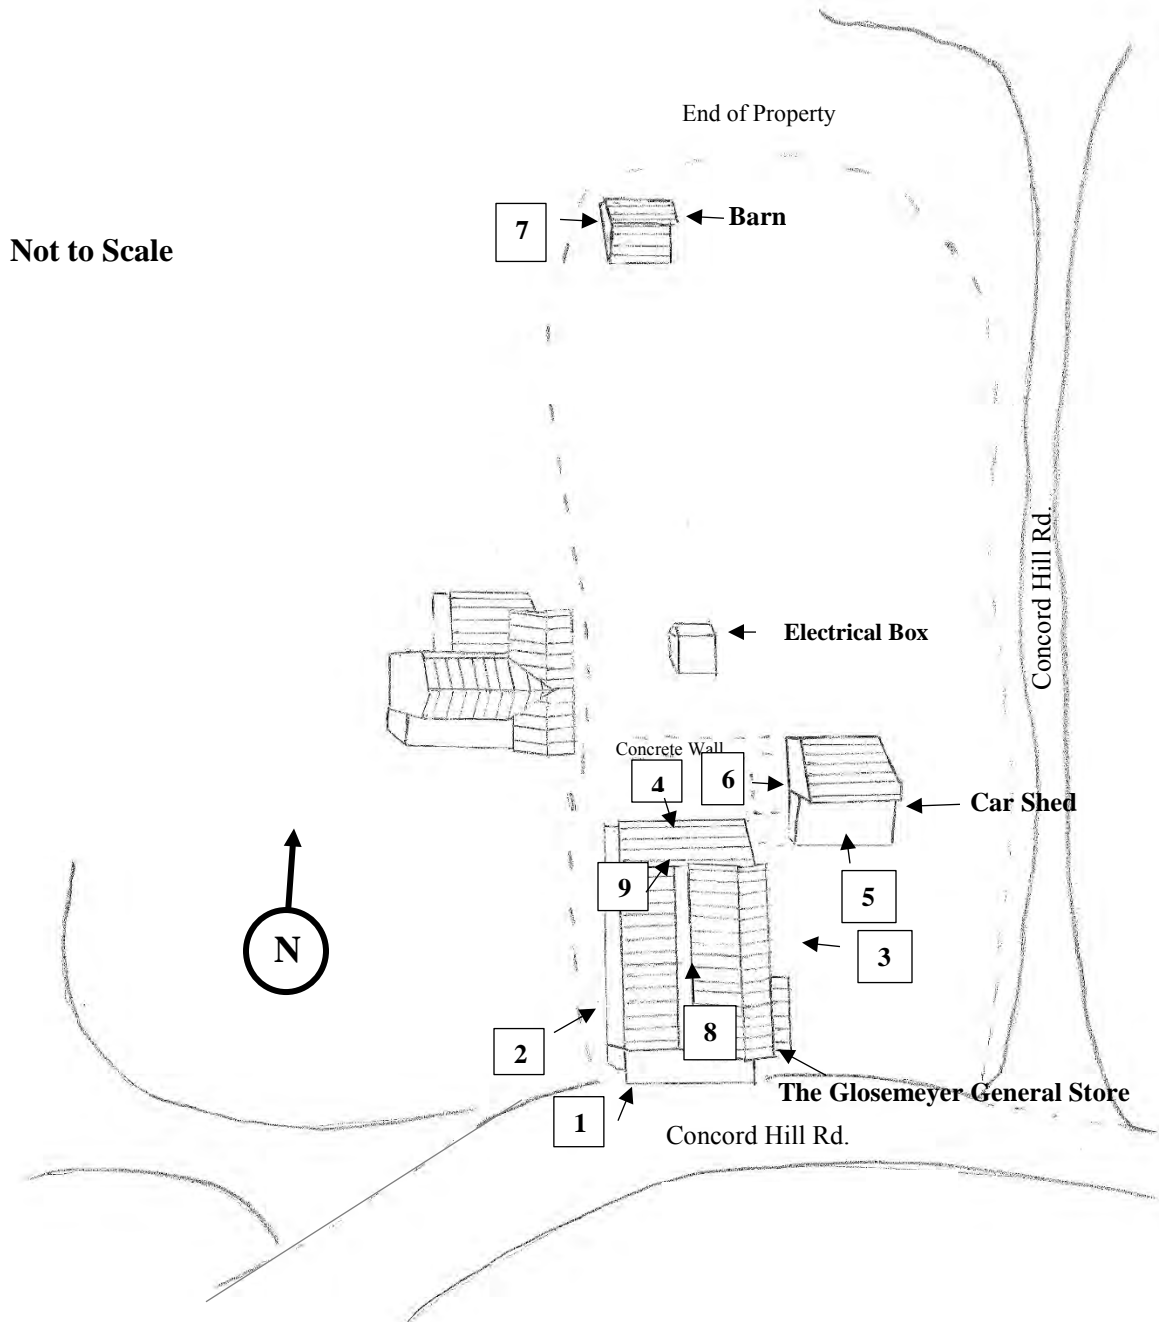 End of Property
7
Barn
Not to Scale
Concord Hill Rd.
Electrical Box
Concrete Wall
4
6
Car Shed
9
5
N
3
8
2
The Glosemeyer General Store
1
Concord Hill Rd.